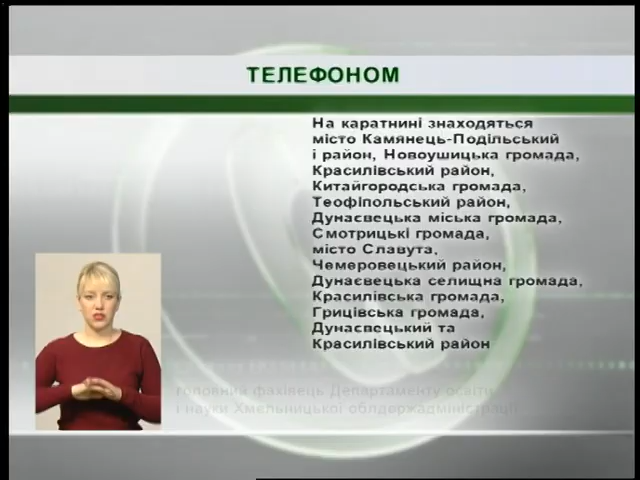 ТЕЛЕФОНОМ
На каратнині знаходяться
місто Камянець-Подільський
і район, Новоушицька громада,
Красилівський район,
Китайгородська громада,
Теофіпольський район,
Дунаєвецька міська громада,
Смотрицькі громада,
місто Славута,
Чемеровецький район,
Дунаєвецька селищна громада,
Красилівська громада,
Грицівська громада,
Дунаєвецький та
Красилівський район
головний фахівець Департаменту освіти
і науки Хмельницької облдержадміністрації